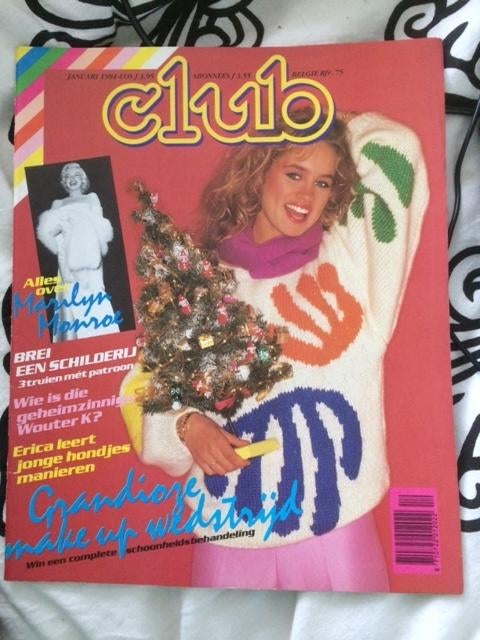 JANUARI 1984-LOS f 3,95 ABONNEES f 3,55 BELGIE Bfr. 75
club
Alles
over
Marilyn
Monroe
BREI
EEN SCHILDERIJ
3 truien mét patroon
Wie is die
geheimzinnige
Wouter K?
Erica leert
jonge hondjes
manieren
Grandioze
make up wedstrijd
Win een complete schoonheidsbehandeling